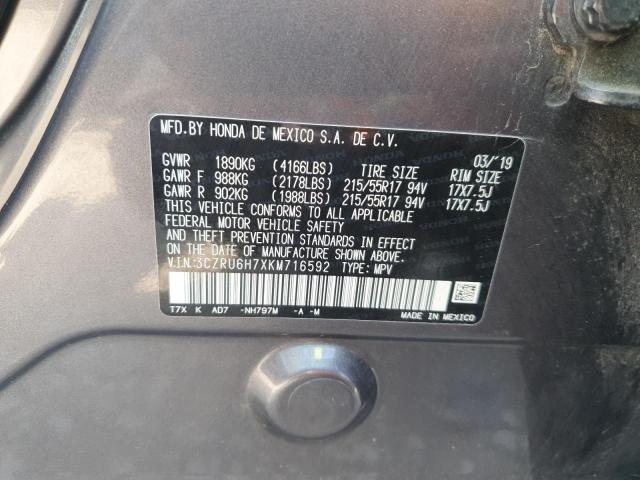 MFD.BY HONDA DE MEXICO S.A. DE C.V.
03/'19
GVWR 1890KG (4166LBS) TIRE SIZE RIM SIZE
GAWR F 988KG (2178LBS) 215/55R17 94V 17X7.5J
GAWR R 902KG (1988LBS) 215/55R17 94V 17X7.5J
THIS VEHICLE CONFORMS TO ALL APPLICABLE
FEDERAL MOTOR VEHICLE SAFETY
AND THEFT PREVENTION STANDARDS IN EFFECT
ON THE DATE OF MANUFACTURE SHOWN ABOVE.
V.I.N.:3CZRU6H7XKM716592 TYPE: MPV
T7X K AD7 -NH797M -A -M MADE IN MEXICO